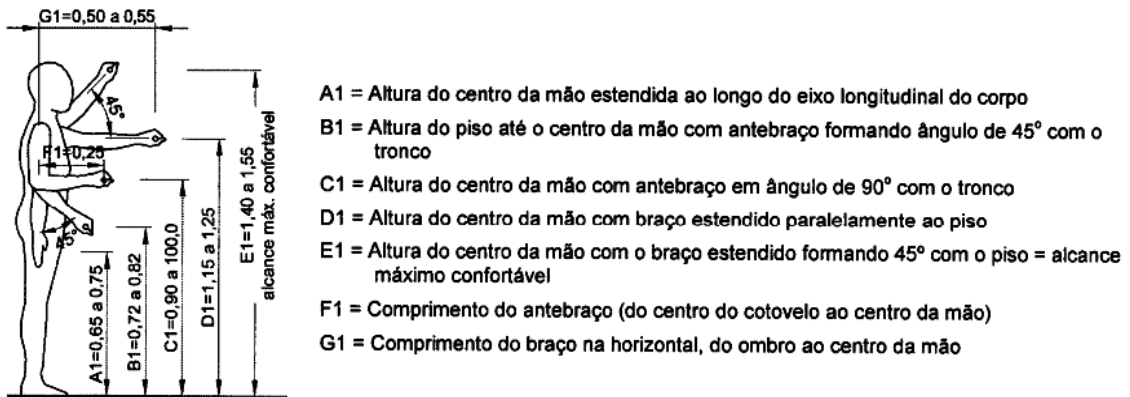 G1=0,50 a 0,55
45°
F1=0,25
45°
A1=0,65 a 0,75
B1=0,72 a 0,82
C1=0,90 a 100,0
D1=1,15 a 1,25
E1=1,40 a 1,55
alcance máx. confortável
A1 = Altura do centro da mão estendida ao longo do eixo longitudinal do corpo
B1 = Altura do piso até o centro da mão com antebraço formando ângulo de 45° com o
tronco
C1 = Altura do centro da mão com antebraço em ângulo de 90° com o tronco
D1 = Altura do centro da mão com braço estendido paralelamente ao piso
E1 = Altura do centro da mão com o braço estendido formando 45º com o piso = alcance
máximo confortável
F1 = Comprimento do antebraço (do centro do cotovelo ao centro da mão)
G1 = Comprimento do braço na horizontal, do ombro ao centro da mão